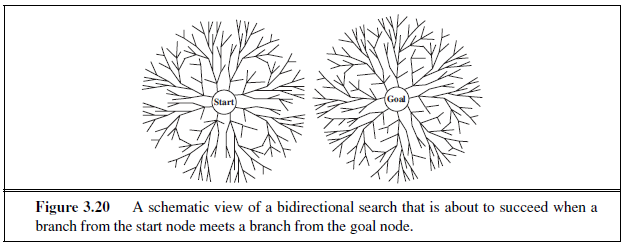 Start
Goal
Figure 3.20 A schematic view of a bidirectional search that is about to succeed when a
branch from the start node meets a branch from the goal node.